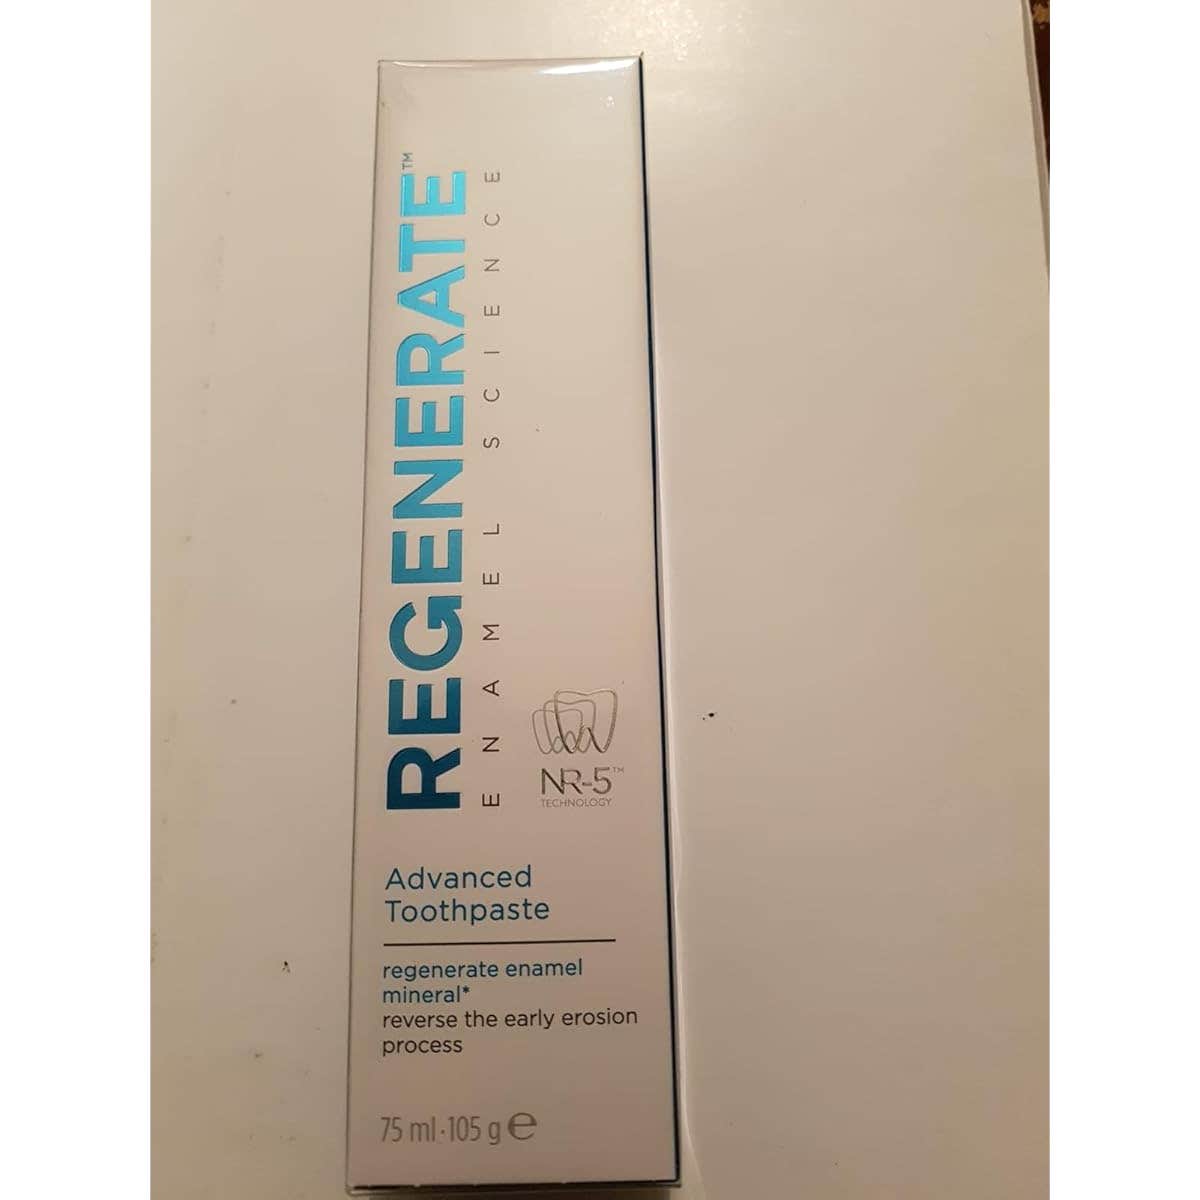 REGENERATE™
ENAMEL SCIENCE
NR-5™
TECHNOLOGY
Advanced
Toothpaste
regenerate enamel
mineral*
reverse the early erosion
process
75 ml·105 g ℮